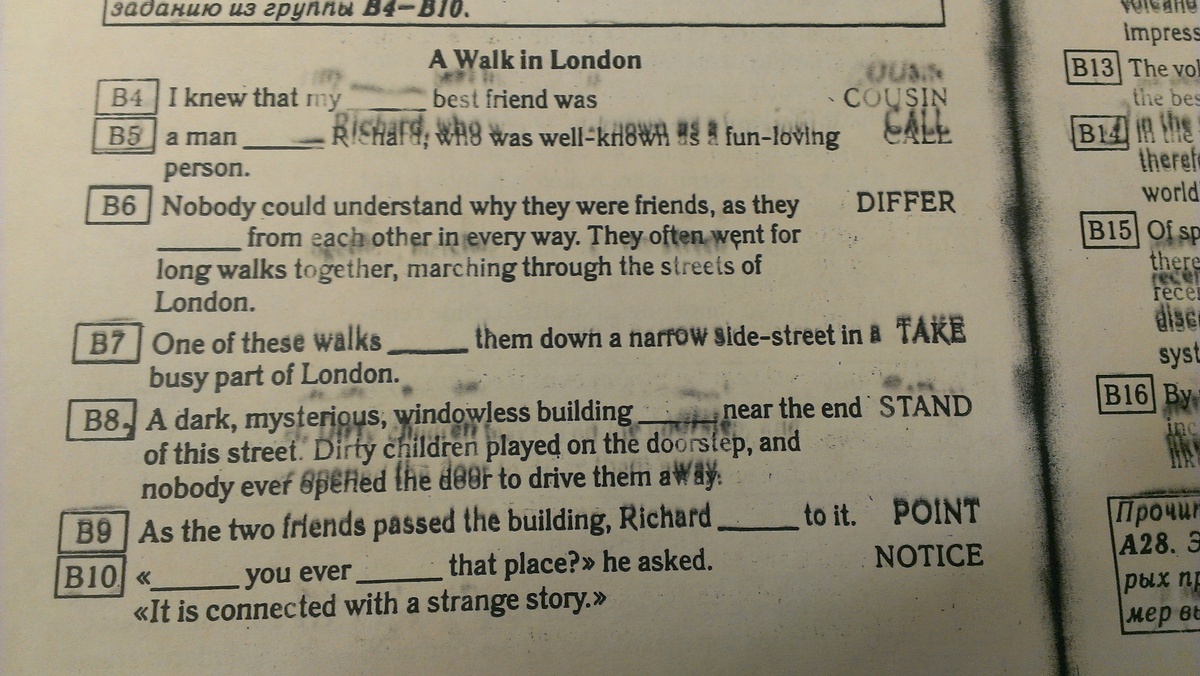 заданию из группы B4—B10.
A Walk in London
B4 I knew that my ______ best friend was COUSIN
B5 a man ______ Richard, who was well-known as a fun-loving CALL
person.
B6 Nobody could understand why they were friends, as they DIFFER
______ from each other in every way. They often went for
long walks together, marching through the streets of
London.
B7 One of these walks ______ them down a narrow side-street in a TAKE
busy part of London.
B8 A dark, mysterious, windowless building ______ near the end STAND
of this street. Dirty children played on the doorstep, and
nobody ever opened the door to drive them away.
B9 As the two friends passed the building, Richard ______ to it. POINT
B10 «______ you ever ______ that place?» he asked. NOTICE
«It is connected with a strange story.»
Impress
B13 The vol
the bes
B14 in the
theref
world
B15 Of sp
there
rece
disc
syst
B16 By
inc
Прочит
A28. Э
рых пр
мер вы